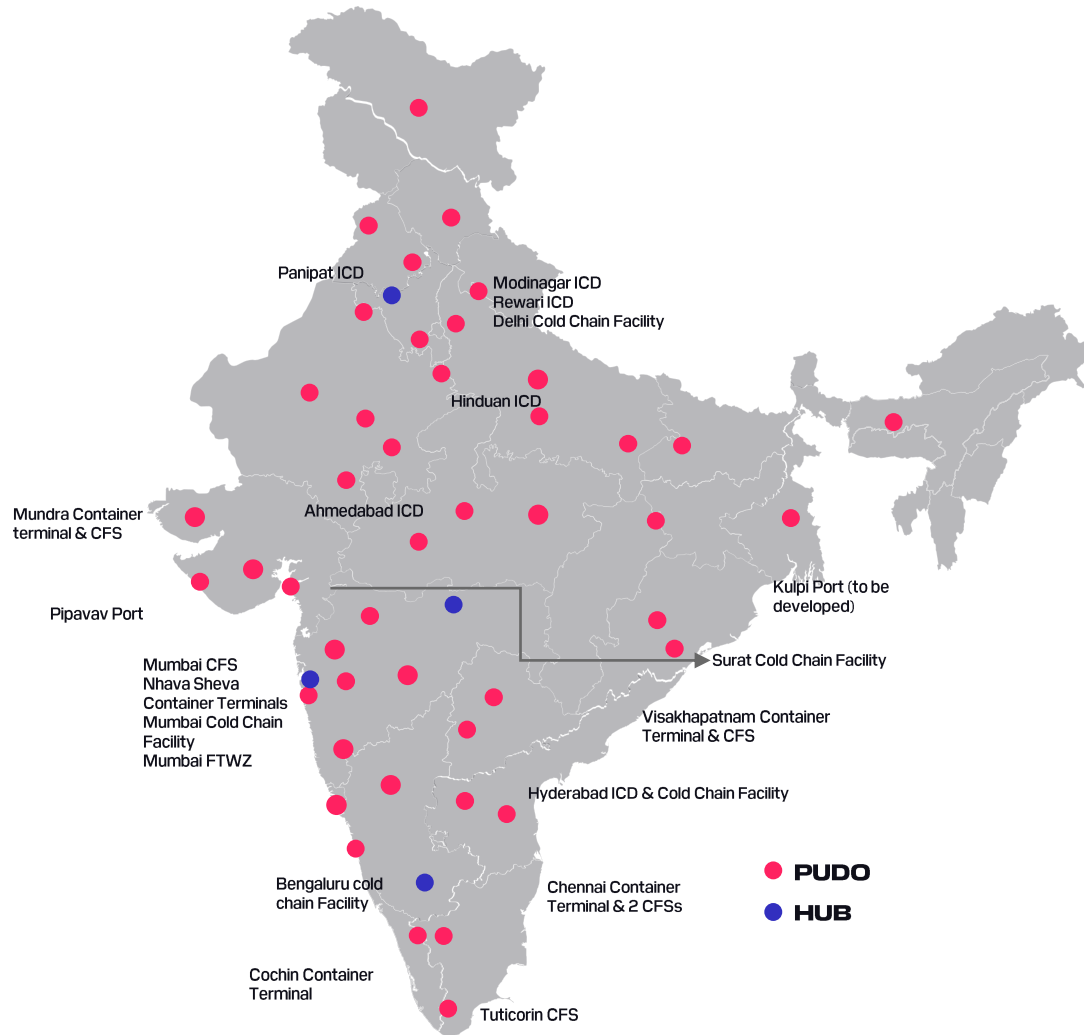 Panipat ICD
Modinagar ICD
Rewari ICD
Delhi Cold Chain Facility
Hinduan ICD
Mundra Container
terminal & CFS
Ahmedabad ICD
Pipavav Port
Kulpi Port (to be
developed)
Surat Cold Chain Facility
Mumbai CFS
Nhava Sheva
Container Terminals
Mumbai Cold Chain
Facility
Mumbai FTWZ
Visakhapatnam Container
Terminal & CFS
Hyderabad ICD & Cold Chain Facility
Bengaluru cold
chain Facility
Chennai Container
Terminal & 2 CFSs
PUDO
HUB
Cochin Container
Terminal
Tuticorin CFS